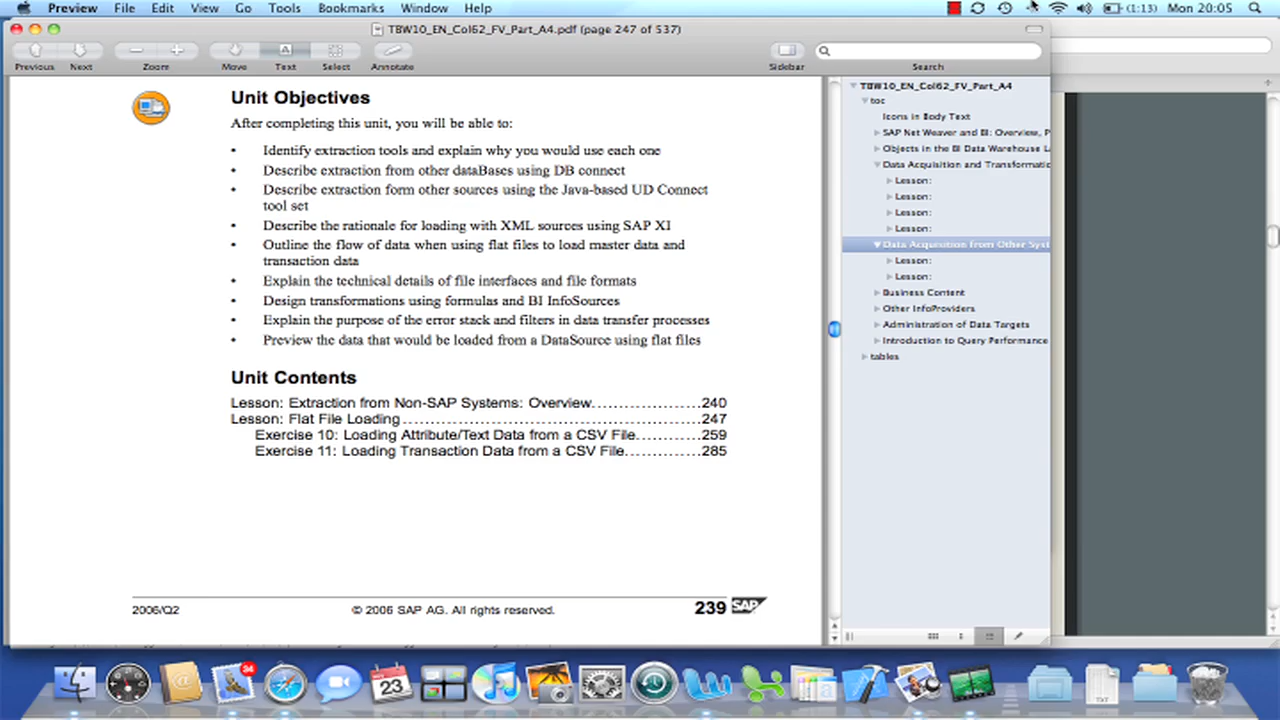 Preview File Edit View Go Tools Bookmarks Window Help (1:13) Mon 20:05
TBW10_EN_Col62_FV_Part_A4.pdf (page 247 of 537)
Previous Next Zoom Move Text Select Annotate Sidebar Search
Unit Objectives
After completing this unit, you will be able to:
• Identify extraction tools and explain why you would use each one
• Describe extraction from other dataBases using DB connect
• Describe extraction form other sources using the Java-based UD Connect
tool set
• Describe the rationale for loading with XML sources using SAP XI
• Outline the flow of data when using flat files to load master data and
transaction data
• Explain the technical details of file interfaces and file formats
• Design transformations using formulas and BI InfoSources
• Explain the purpose of the error stack and filters in data transfer processes
• Preview the data that would be loaded from a DataSource using flat files
Unit Contents
Lesson: Extraction from Non-SAP Systems: Overview.....................240
Lesson: Flat File Loading.....................................................247
Exercise 10: Loading Attribute/Text Data from a CSV File............259
Exercise 11: Loading Transaction Data from a CSV File..............285
2006/Q2 © 2006 SAP AG. All rights reserved. 239 SAP
TBW10_EN_Col62_FV_Part_A4
toc
Icons in Body Text
SAP Net Weaver and BI: Overview, P
Objects in the BI Data Warehouse L
Data Acquisition and Transformatio
Lesson:
Lesson:
Lesson:
Lesson:
Data Acquisition from Other Syst
Lesson:
Lesson:
Business Content
Other InfoProviders
Administration of Data Targets
Introduction to Query Performance
tables
34
23
TXT